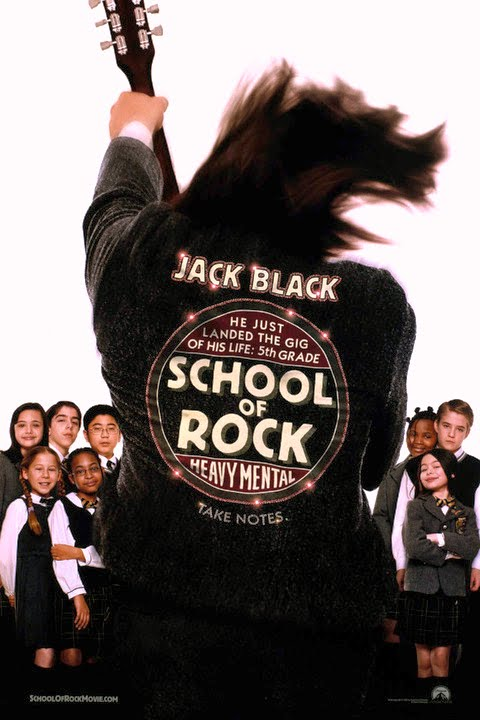 JACK BLACK
HE JUST
LANDED THE GIG
OF HIS LIFE: 5th GRADE
SCHOOL
OF
ROCK
HEAVY MENTAL
TAKE NOTES.
SCHOOLOFROCKMOVIE.COM